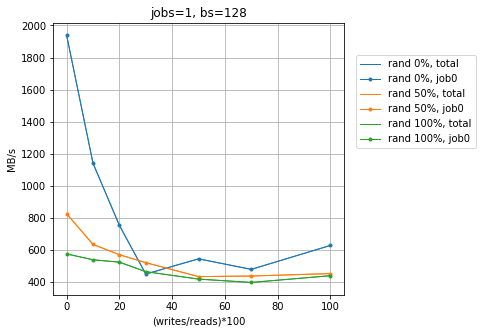 jobs=1, bs=128
2000
1800
1600
1400
1200
1000
800
600
400
MB/s
0 20 40 60 80 100
(writes/reads)*100
rand 0%, total
rand 0%, job0
rand 50%, total
rand 50%, job0
rand 100%, total
rand 100%, job0